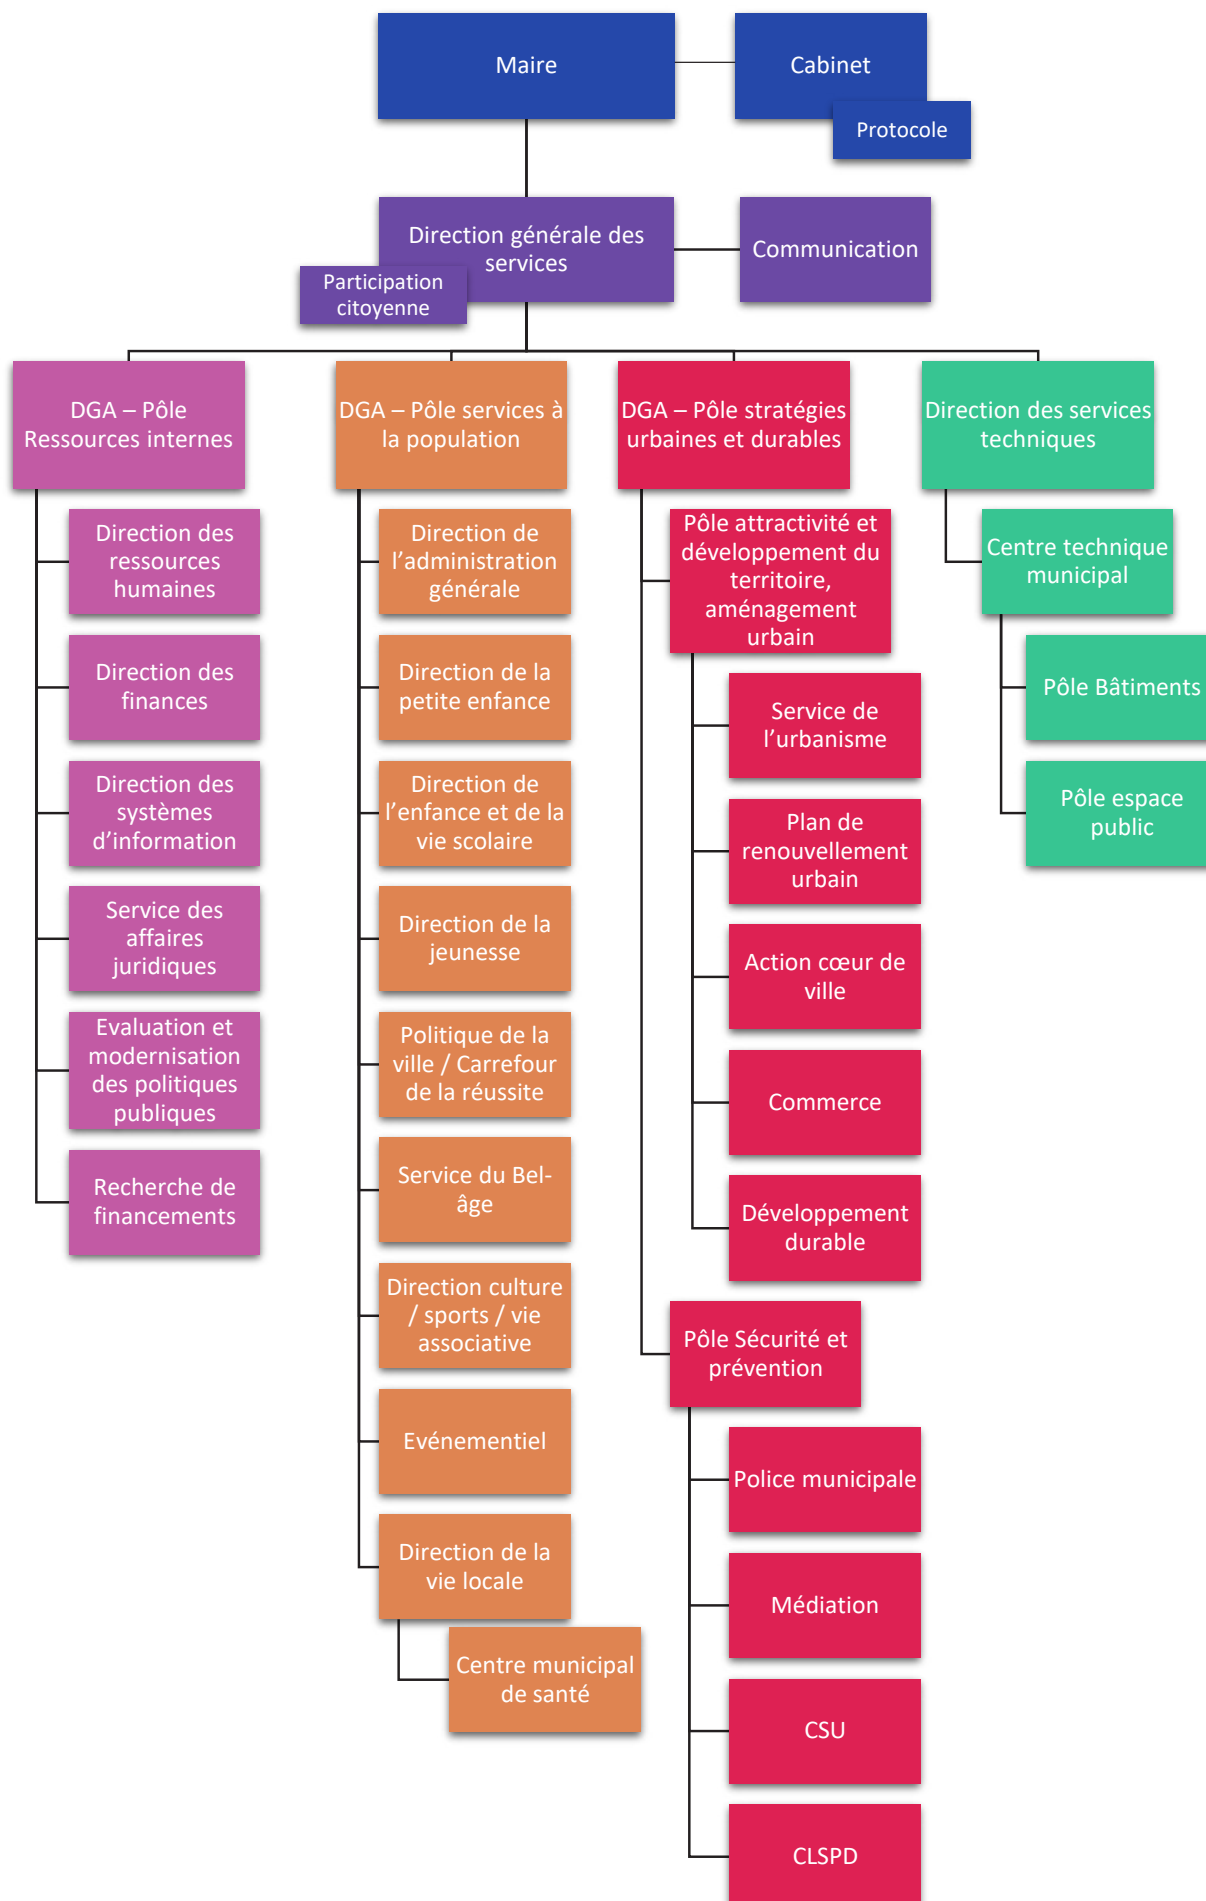 Maire
Cabinet
Protocole
Direction générale des
services
Communication
Participation
citoyenne
DGA – Pôle
Ressources internes
Direction des
ressources
humaines
Direction des
finances
Direction des
systèmes
d’information
Service des
affaires
juridiques
Evaluation et
modernisation
des politiques
publiques
Recherche de
financements
DGA – Pôle services à
la population
Direction de
l’administration
générale
Direction de la
petite enfance
Direction de
l’enfance et de la
vie scolaire
Direction de la
jeunesse
Politique de la
ville / Carrefour
de la réussite
Service du Bel-
âge
Direction culture
/ sports / vie
associative
Evénementiel
Direction de la
vie locale
Centre municipal
de santé
DGA – Pôle stratégies
urbaines et durables
Pôle attractivité et
développement du
territoire,
aménagement
urbain
Service de
l’urbanisme
Plan de
renouvellement
urbain
Action cœur de
ville
Commerce
Développement
durable
Pôle Sécurité et
prévention
Police municipale
Médiation
CSU
CLSPD
Direction des services
techniques
Centre technique
municipal
Pôle Bâtiments
Pôle espace
public